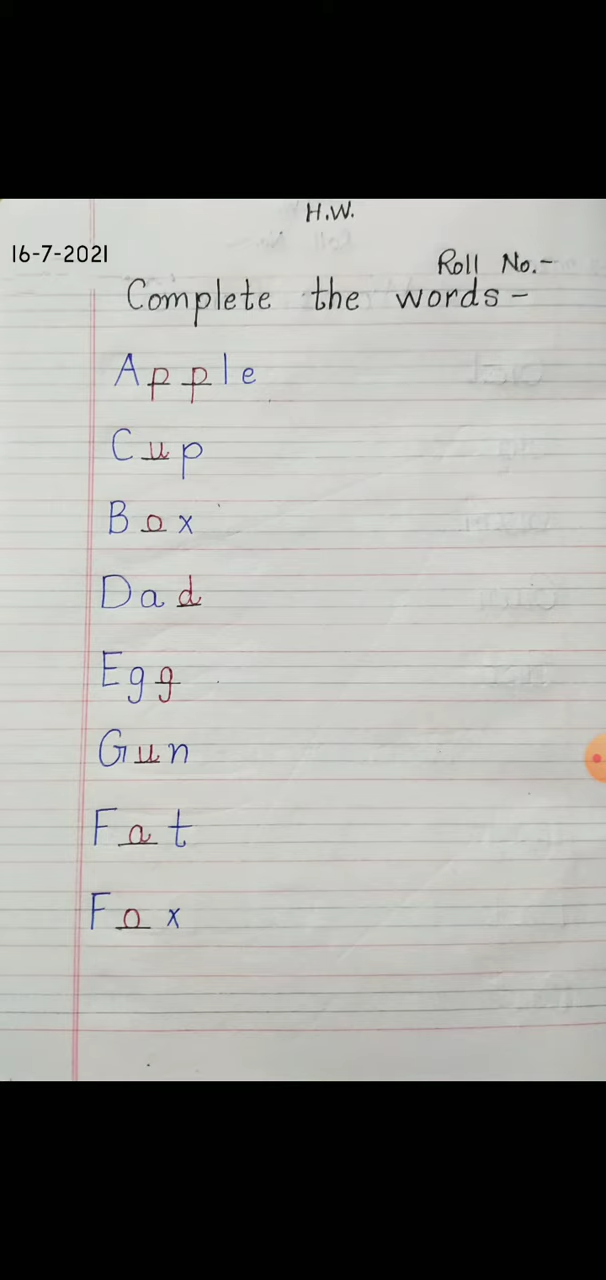 H.W.
16-7-2021
Roll No.-
Complete the words-
Apple
Cup
Box
Dad
Egg
Gun
Fat
Fox